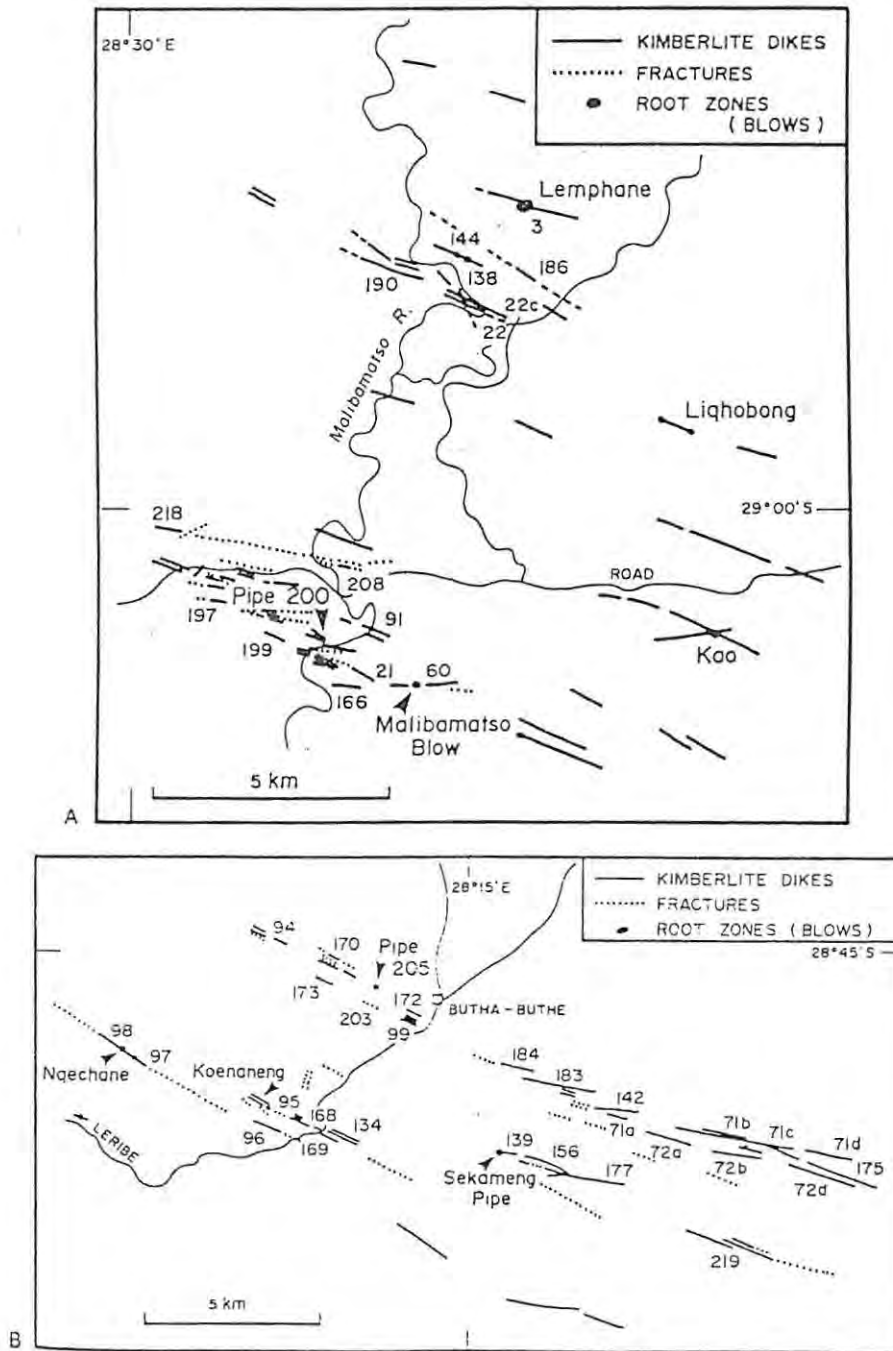 28°30'E
KIMBERLITE DIKES
FRACTURES
ROOT ZONES
(BLOWS)
Lemphane
3
144
138
186
190
22c
22
Malibamatso R.
Liqhobong
29°00'S
218
208
ROAD
Pipe 200
197
91
199
Kao
21
60
166
Malibamatso
Blow
5 km
A
28°15'E
KIMBERLITE DIKES
FRACTURES
ROOT ZONES (BLOWS)
28°45'S
94
170
Pipe
205
173
172
203
BUTHA-BUTHE
99
98
97
Nqechane
Koenaneng
184
183
142
95
168
134
71a
71b
71c
71d
96
169
72a
139
156
72b
175
LERIBE
Sekameng
Pipe
177
72d
219
5 km
B